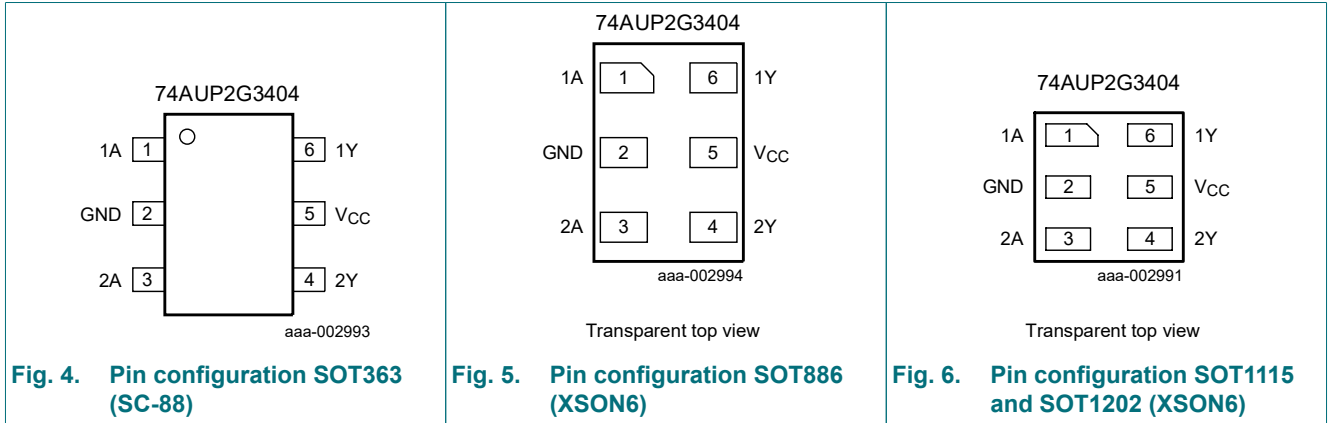 74AUP2G3404
1A 1 6 1Y
GND 2 5 VCC
2A 3 4 2Y
aaa-002993
Fig. 4. Pin configuration SOT363
(SC-88)
74AUP2G3404
1A 1 6 1Y
GND 2 5 VCC
2A 3 4 2Y
aaa-002994
Transparent top view
Fig. 5. Pin configuration SOT886
(XSON6)
74AUP2G3404
1A 1 6 1Y
GND 2 5 VCC
2A 3 4 2Y
aaa-002991
Transparent top view
Fig. 6. Pin configuration SOT1115
and SOT1202 (XSON6)